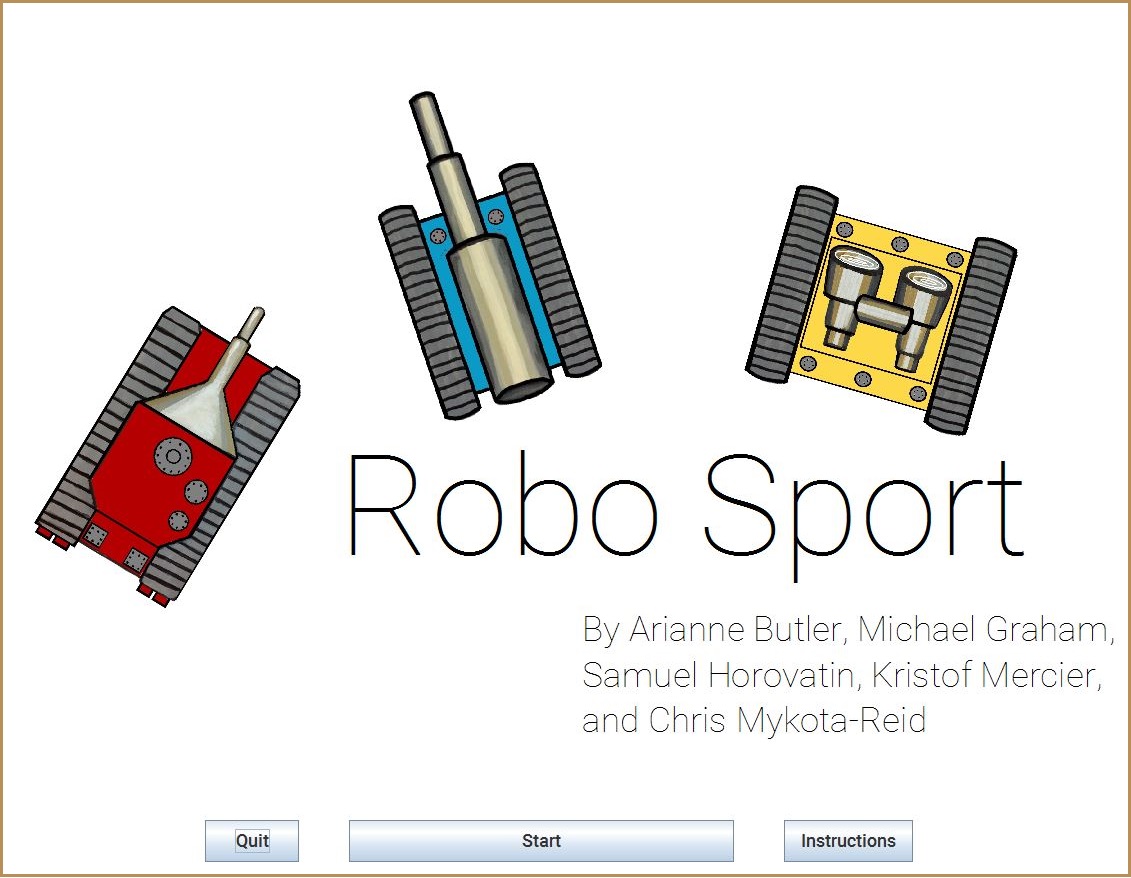 Robo Sport
By Arianne Butler, Michael Graham,
Samuel Horovatin, Kristof Mercier,
and Chris Mykota-Reid
Quit
Start
Instructions